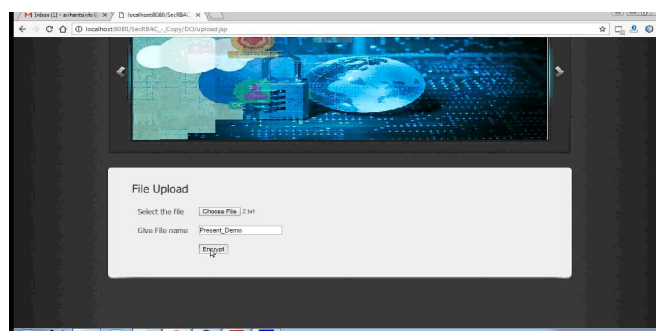 Inbox (1) - arihantsinfo@
localhost:8080/SecRBAC
localhost:8080/SecRBAC_-_Copy/DO/upload.jsp
File Upload
Select the file Choose File 2.txt
Give File name Present_Demo
Encrypt